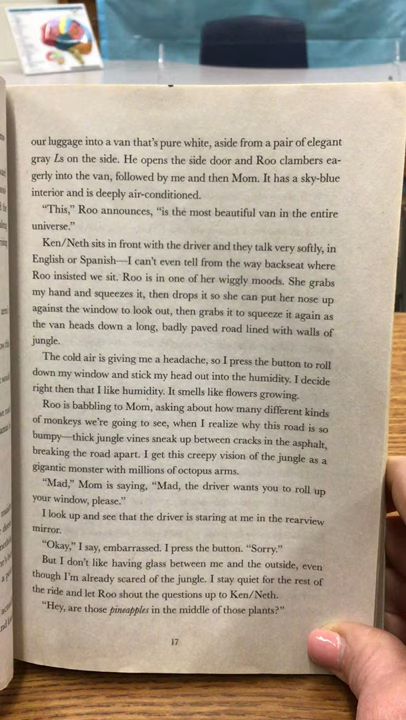 our luggage into a van that's pure white, aside from a pair of elegant
gray Ls on the side. He opens the side door and Roo clambers ea-
gerly into the van, followed by me and then Mom. It has a sky-blue
interior and is deeply air-conditioned.
"This," Roo announces, "is the most beautiful van in the entire
universe."
Ken/Neth sits in front with the driver and they talk very softly, in
English or Spanish—I can't even tell from the way backseat where
Roo insisted we sit. Roo is in one of her wiggly moods. She grabs
my hand and squeezes it, then drops it so she can put her nose up
against the window to look out, then grabs it to squeeze it again as
the van heads down a long, badly paved road lined with walls of
jungle.
The cold air is giving me a headache, so I press the button to roll
down my window and stick my head out into the humidity. I decide
right then that I like humidity. It smells like flowers growing.
Roo is babbling to Mom, asking about how many different kinds
of monkeys we're going to see, when I realize why this road is so
bumpy—thick jungle vines sneak up between cracks in the asphalt,
breaking the road apart. I get this creepy vision of the jungle as a
gigantic monster with millions of octopus arms.
"Mad," Mom is saying, "Mad, the driver wants you to roll up
your window, please."
I look up and see that the driver is staring at me in the rearview
mirror.
"Okay," I say, embarrassed. I press the button. "Sorry."
But I don't like having glass between me and the outside, even
though I'm already scared of the jungle. I stay quiet for the rest of
the ride and let Roo shout the questions up to Ken/Neth.
"Hey, are those pineapples in the middle of those plants?"
17